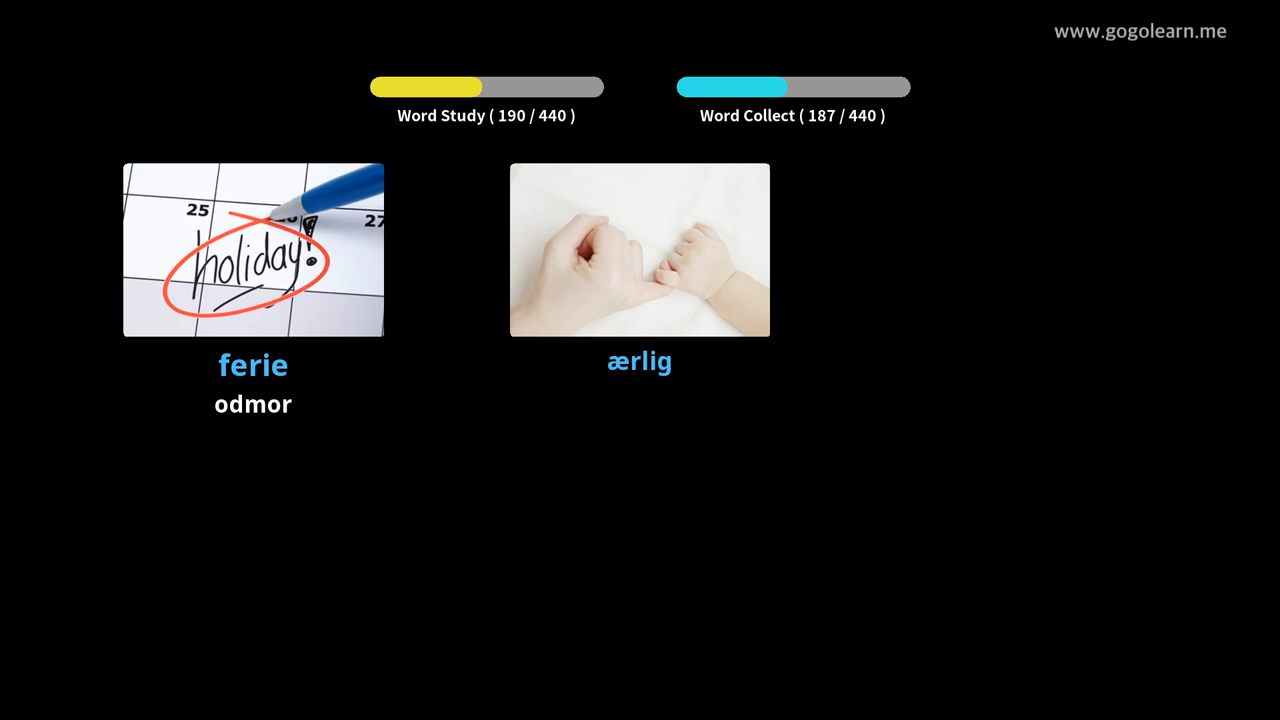 www.gogolearn.me
Word Study ( 190 / 440 )
Word Collect ( 187 / 440 )
25
27
holiday!
ferie
odmor
ærlig